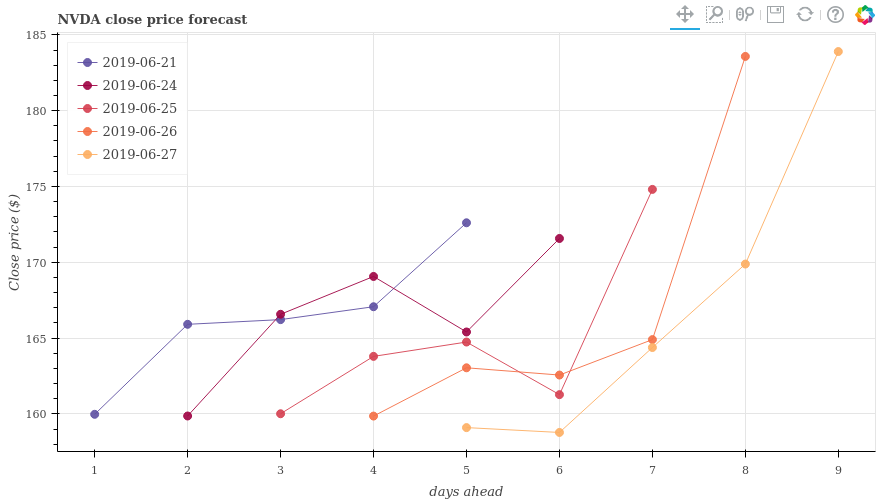 NVDA close price forecast
2019-06-21
2019-06-24
2019-06-25
2019-06-26
2019-06-27
Close price ($)
185
180
175
170
165
160
1 2 3 4 5 6 7 8 9
days ahead